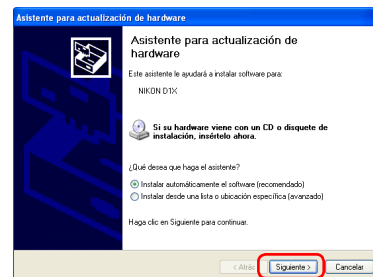 Asistente para actualización de hardware
Asistente para actualización de
hardware
Este asistente le ayudará a instalar software para:
NIKON D1X
Si su hardware viene con un CD o disquete de
instalación, insértelo ahora.
¿Qué desea que haga el asistente?
Instalar automáticamente el software (recomendado)
Instalar desde una lista o ubicación específica (avanzado)
Haga clic en Siguiente para continuar.
< Atrás
Siguiente >
Cancelar